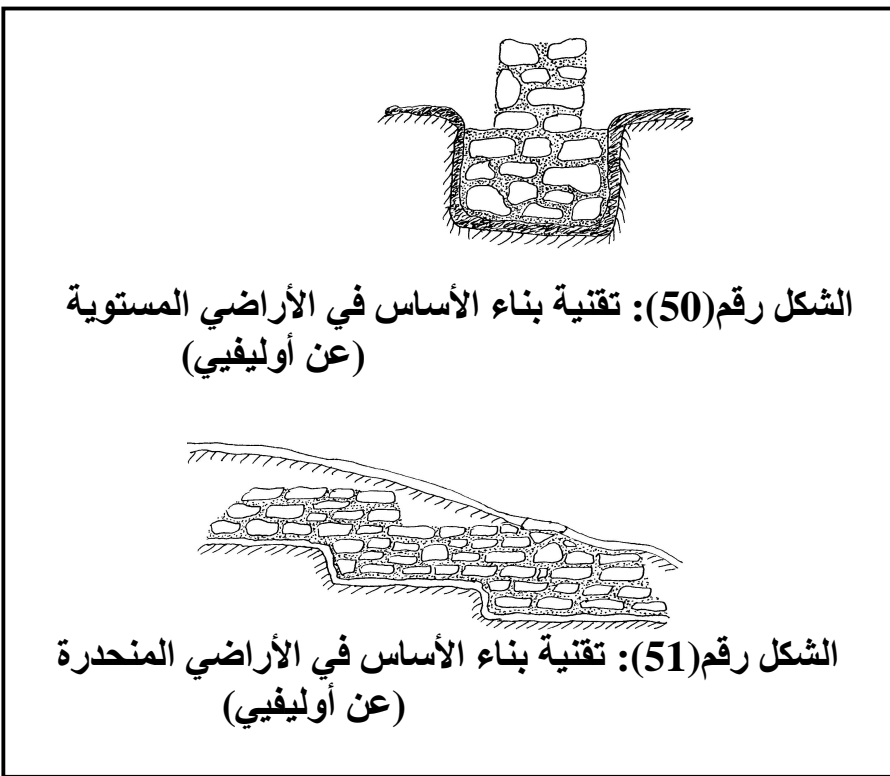 الشكل رقم(50): تقنية بناء الأساس في الأراضي المستوية
(عن أوليفيي)
الشكل رقم(51): تقنية بناء الأساس في الأراضي المنحدرة
(عن أوليفيي)